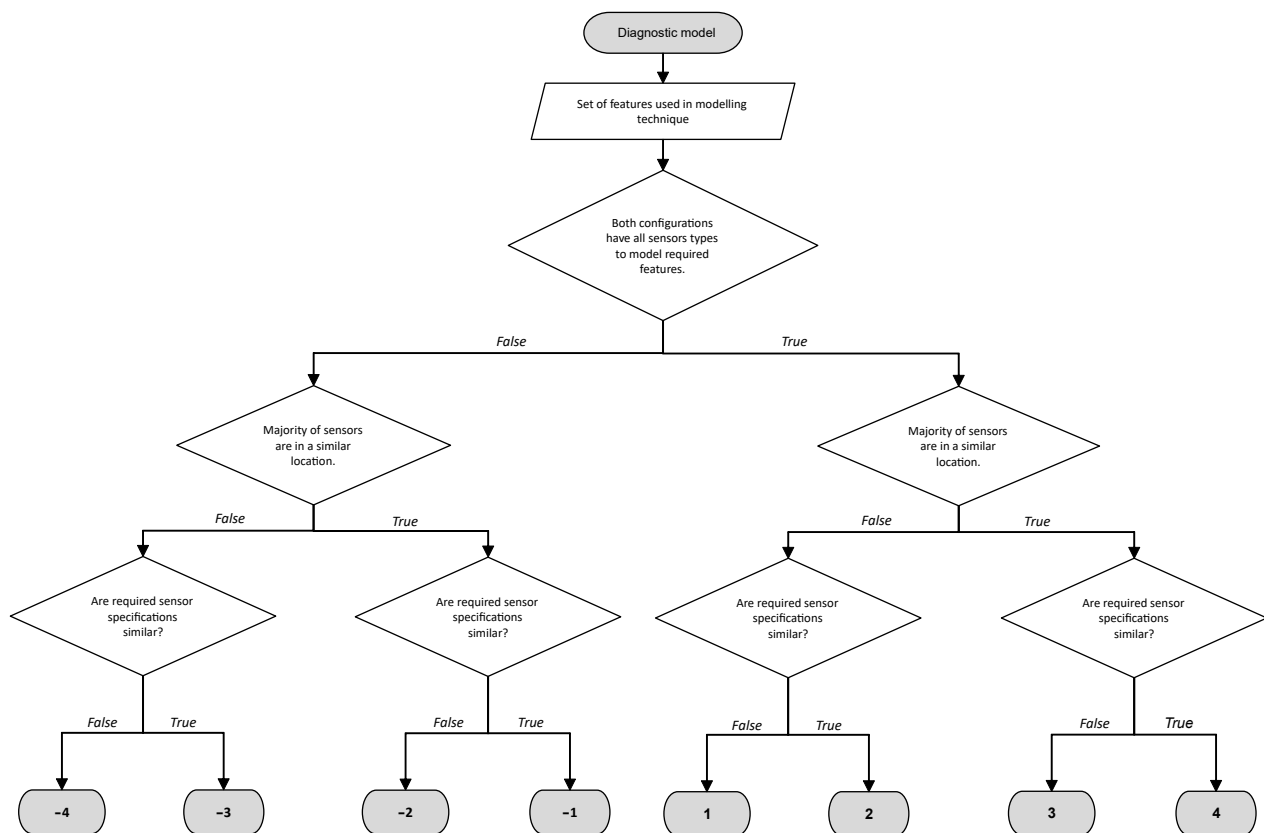 Diagnostic model
Set of features used in modelling
technique
Both configurations
have all sensors types
to model required
features.
False
True
Majority of sensors
are in a similar
location.
Majority of sensors
are in a similar
location.
False
True
False
True
Are required sensor
specifications
similar?
Are required sensor
specifications
similar?
Are required sensor
specifications
similar?
Are required sensor
specifications
similar?
False
True
False
True
False
True
False
True
−4
−3
−2
−1
1
2
3
4